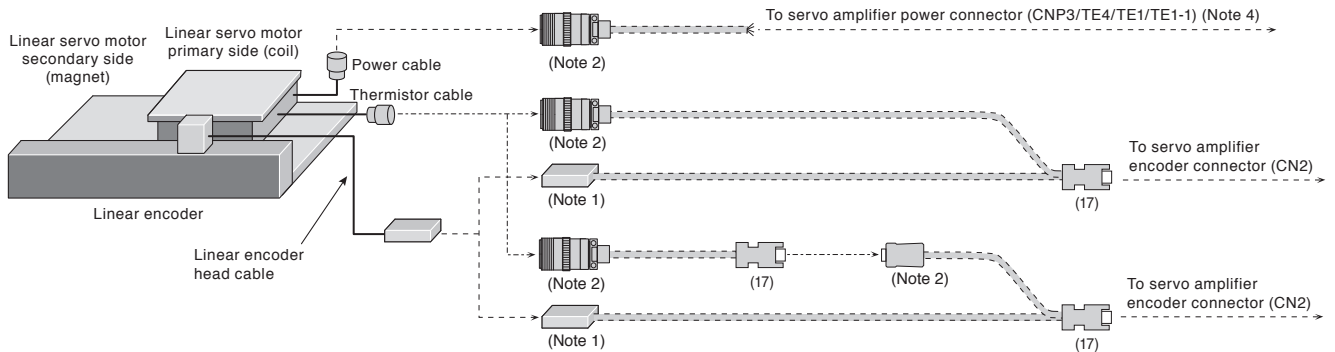 To servo amplifier power connector (CNP3/TE4/TE1/TE1-1) (Note 4)
Linear servo motor
secondary side
(magnet)
Linear servo motor
primary side (coil)
Power cable
(Note 2)
Thermistor cable
(Note 2)
To servo amplifier
encoder connector (CN2)
(17)
(Note 1)
Linear encoder
Linear encoder
head cable
(Note 2)
(17)
(Note 2)
To servo amplifier
encoder connector (CN2)
(17)
(Note 1)